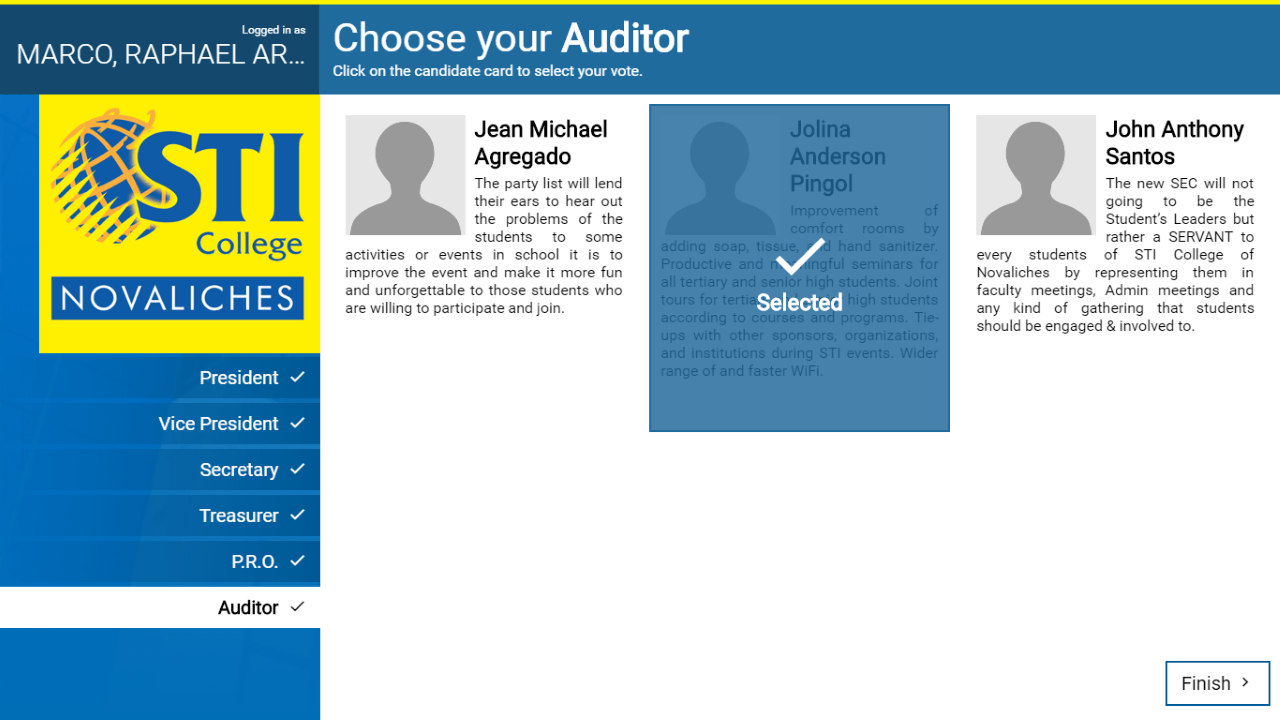 Logged in as
MARCO, RAPHAEL AR...
STI
College
NOVALICHES
President
Vice President
Secretary
Treasurer
P.R.O.
Auditor
Choose your Auditor
Click on the candidate card to select your vote.
Jean Michael
Agregado
The party list will lend
their ears to hear out
the problems of the
students to some
activities or events in school it is to
improve the event and make it more fun
and unforgettable to those students who
are willing to participate and join.
Jolina
Anderson
Pingol
Improvement of
comfort rooms by
adding soap, tissue, and hand sanitizer.
Productive and meaningful seminars for
all tertiary and senior high students. Joint
tours for tertiary high students
according to courses and programs. Tie-
ups with other sponsors, organizations,
and institutions during STI events. Wider
range of and faster WiFi.
Selected
John Anthony
Santos
The new SEC will not
going to be the
Student's Leaders but
rather a SERVANT to
every students of STI College of
Novaliches by representing them in
faculty meetings, Admin meetings and
any kind of gathering that students
should be engaged & involved to.
Finish